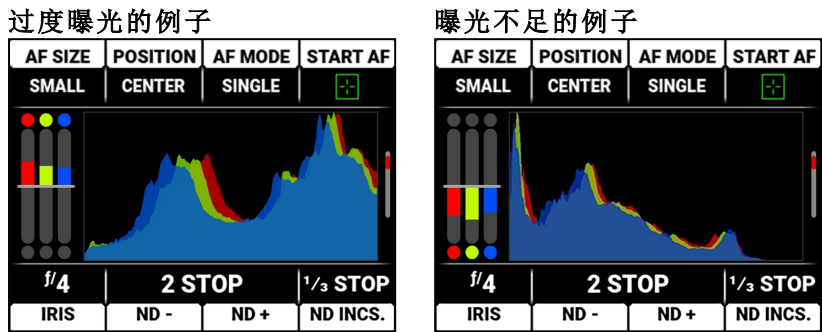 过度曝光的例子
AF SIZE POSITION AF MODE START AF
SMALL CENTER SINGLE
ƒ/4 2 STOP ¹/₃ STOP
IRIS ND - ND + ND INCS.
曝光不足的例子
AF SIZE POSITION AF MODE START AF
SMALL CENTER SINGLE
ƒ/4 2 STOP ¹/₃ STOP
IRIS ND - ND + ND INCS.